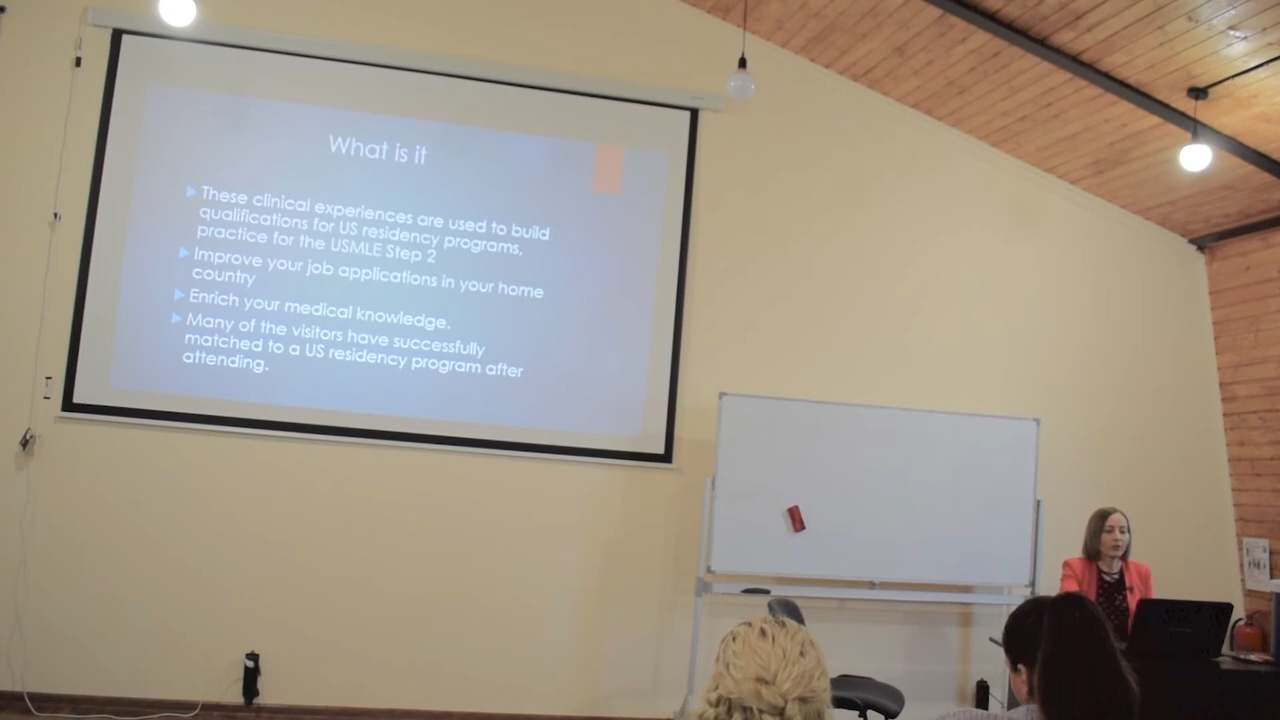 What is it
These clinical experiences are used to build
qualifications for US residency programs,
practice for the USMLE Step 2
Improve your job applications in your home
country
Enrich your medical knowledge.
Many of the visitors have successfully
matched to a US residency program after
attending.